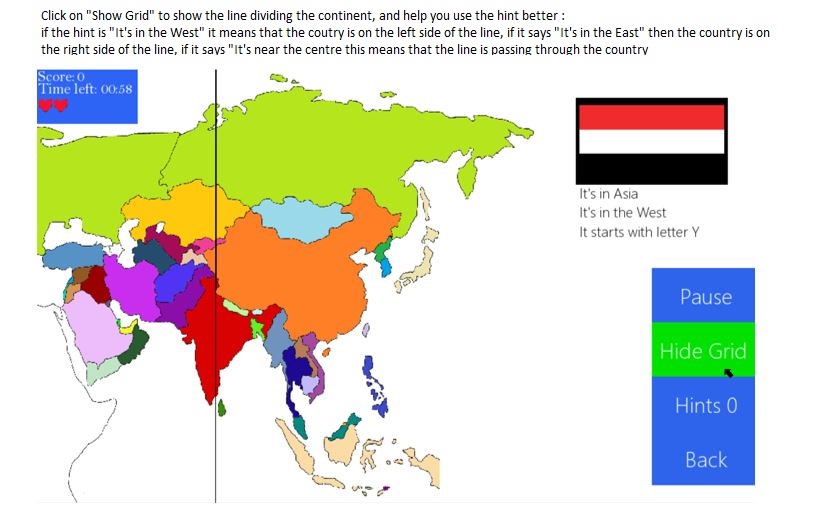 Click on "Show Grid" to show the line dividing the continent, and help you use the hint better :
if the hint is "It's in the West" it means that the coutry is on the left side of the line, if it says "It's in the East" then the country is on
the right side of the line, if it says "It's near the centre this means that the line is passing through the country
Score: 0
Time left: 00:58
It's in Asia
It's in the West
It starts with letter Y
Pause
Hide Grid
Hints 0
Back